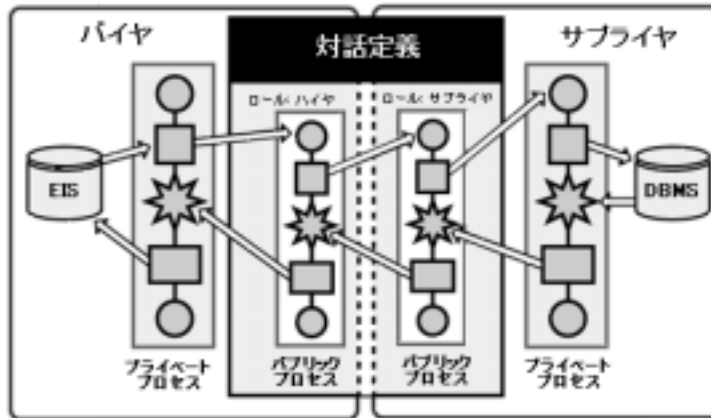 バイヤ
対話定義
サプライヤ
ロール: バイヤ
ロール: サプライヤ
EIS
DBMS
プライベート
プロセス
パブリック
プロセス
パブリック
プロセス
プライベート
プロセス